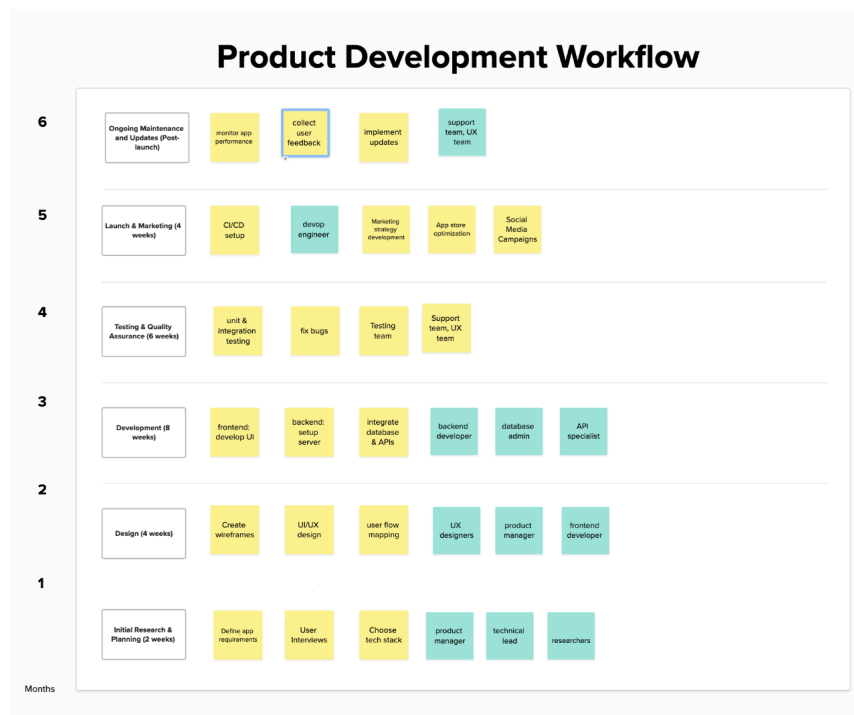 Product Development Workflow
6
Ongoing Maintenance
and Updates (Post-
launch)
monitor app
performance
collect
user
feedback
implement
updates
support
team, UX
team
5
Launch & Marketing (4
weeks)
CI/CD
setup
devop
engineer
Marketing
strategy
development
App store
optimization
Social
Media
Campaigns
4
Testing & Quality
Assurance (6 weeks)
unit &
integration
testing
fix bugs
Testing
team
Support
team, UX
team
3
Development (8
weeks)
frontend:
develop UI
backend:
setup
server
integrate
database
& APIs
backend
developer
database
admin
API
specialist
2
Design (4 weeks)
Create
wireframes
UI/UX
design
user flow
mapping
UX
designers
product
manager
frontend
developer
1
Initial Research &
Planning (2 weeks)
Define app
requirements
User
Interviews
Choose
tech stack
product
manager
technical
lead
researchers
Months